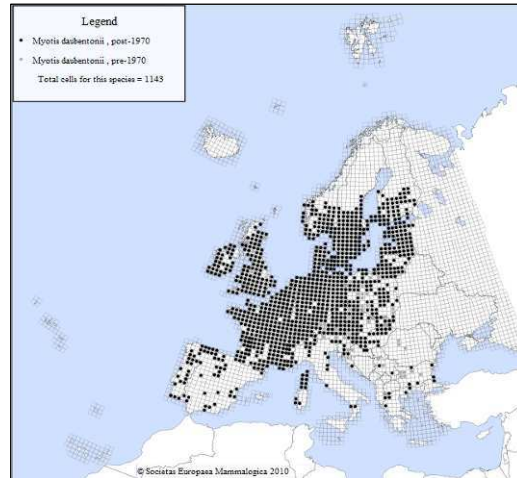 Legend
Myotis daubentonii , post-1970
Myotis daubentonii , pre-1970
Total cells for this species = 1143
© Societas Europaea Mammalogica 2010